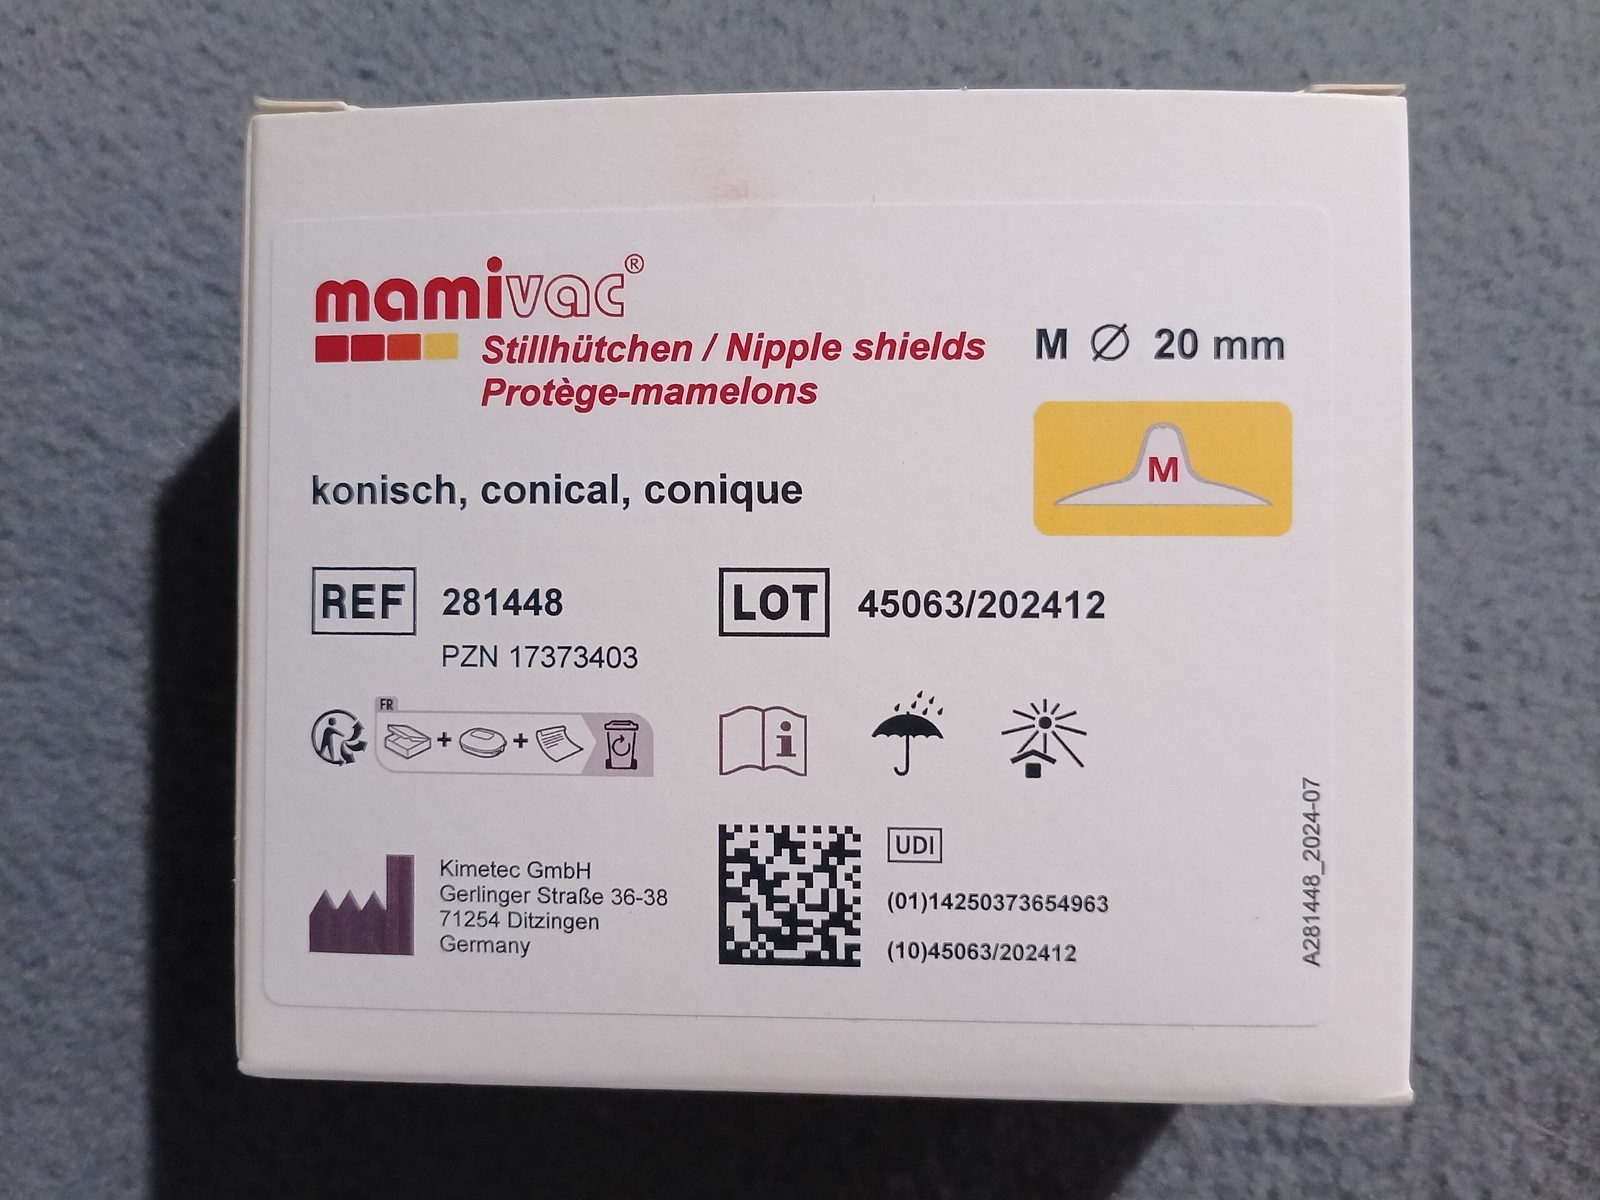 mamivac®
Stillhütchen / Nipple shields
Protège-mamelons
M Ø 20 mm
M
konisch, conical, conique
REF 281448
PZN 17373403
LOT 45063/202412
FR
i
Kimetec GmbH
Gerlinger Straße 36-38
71254 Ditzingen
Germany
UDI
(01)14250373654963
(10)45063/202412
A281448_2024-07